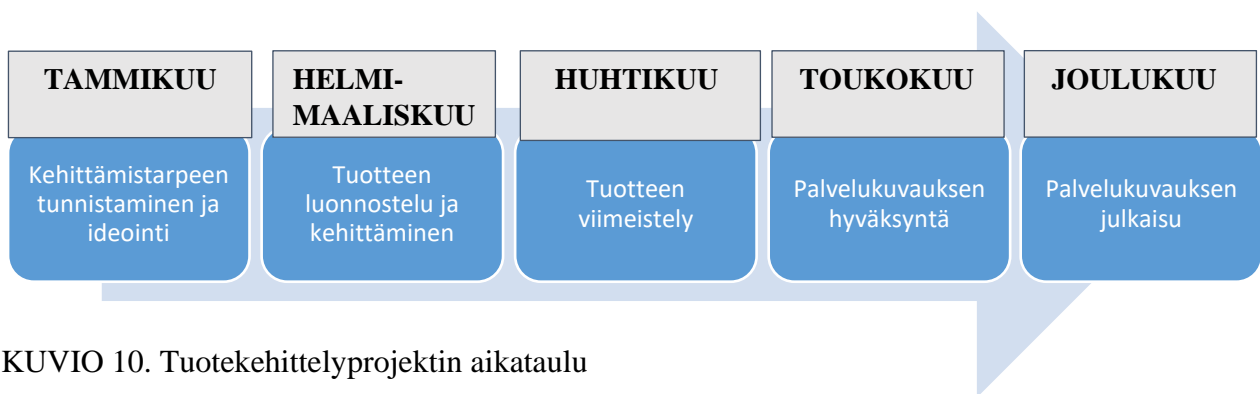 TAMMIKUU
Kehittämistarpeen
tunnistaminen ja
ideointi
HELMI-
MAALISKUU
Tuotteen
luonnostelu ja
kehittäminen
HUHTIKUU
Tuotteen
viimeistely
TOUKOKUU
Palvelukuvauksen
hyväksyntä
JOULUKUU
Palvelukuvauksen
julkaisu
KUVIO 10. Tuotekehittelyprojektin aikataulu